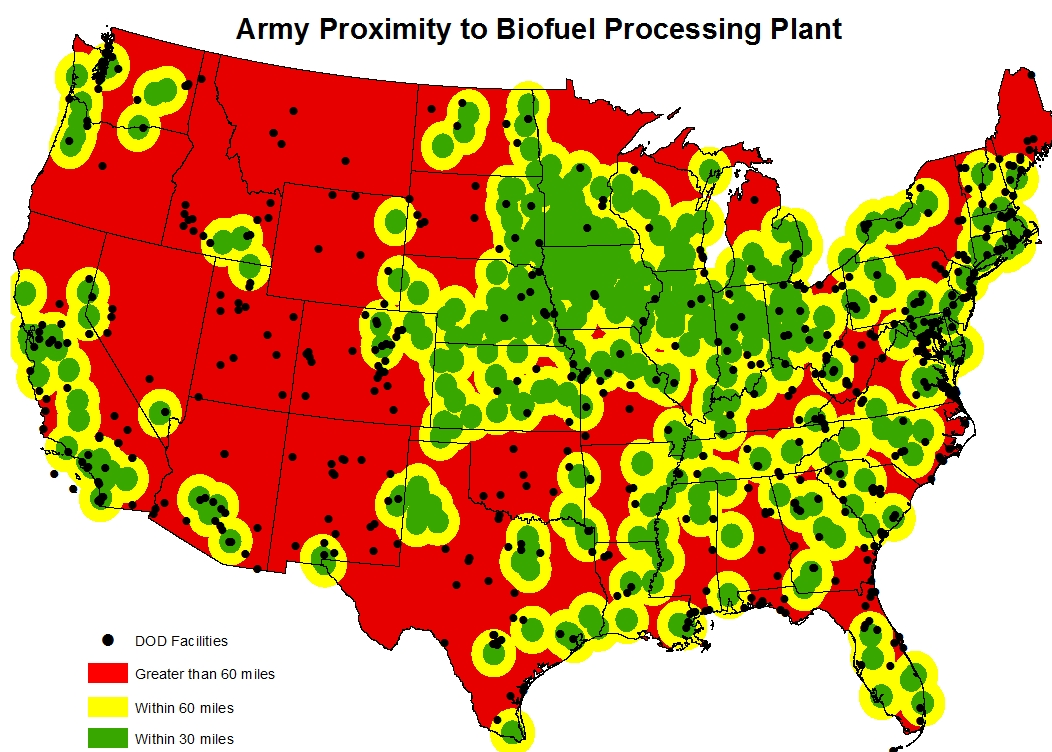 Army Proximity to Biofuel Processing Plant
DOD Facilities
Greater than 60 miles
Within 60 miles
Within 30 miles